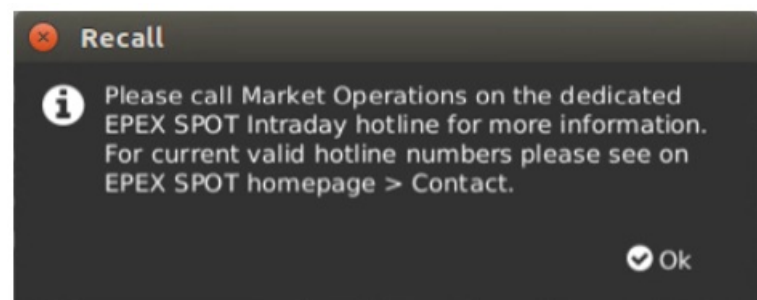 Recall
Please call Market Operations on the dedicated
EPEX SPOT Intraday hotline for more information.
For current valid hotline numbers please see on
EPEX SPOT homepage > Contact.
Ok